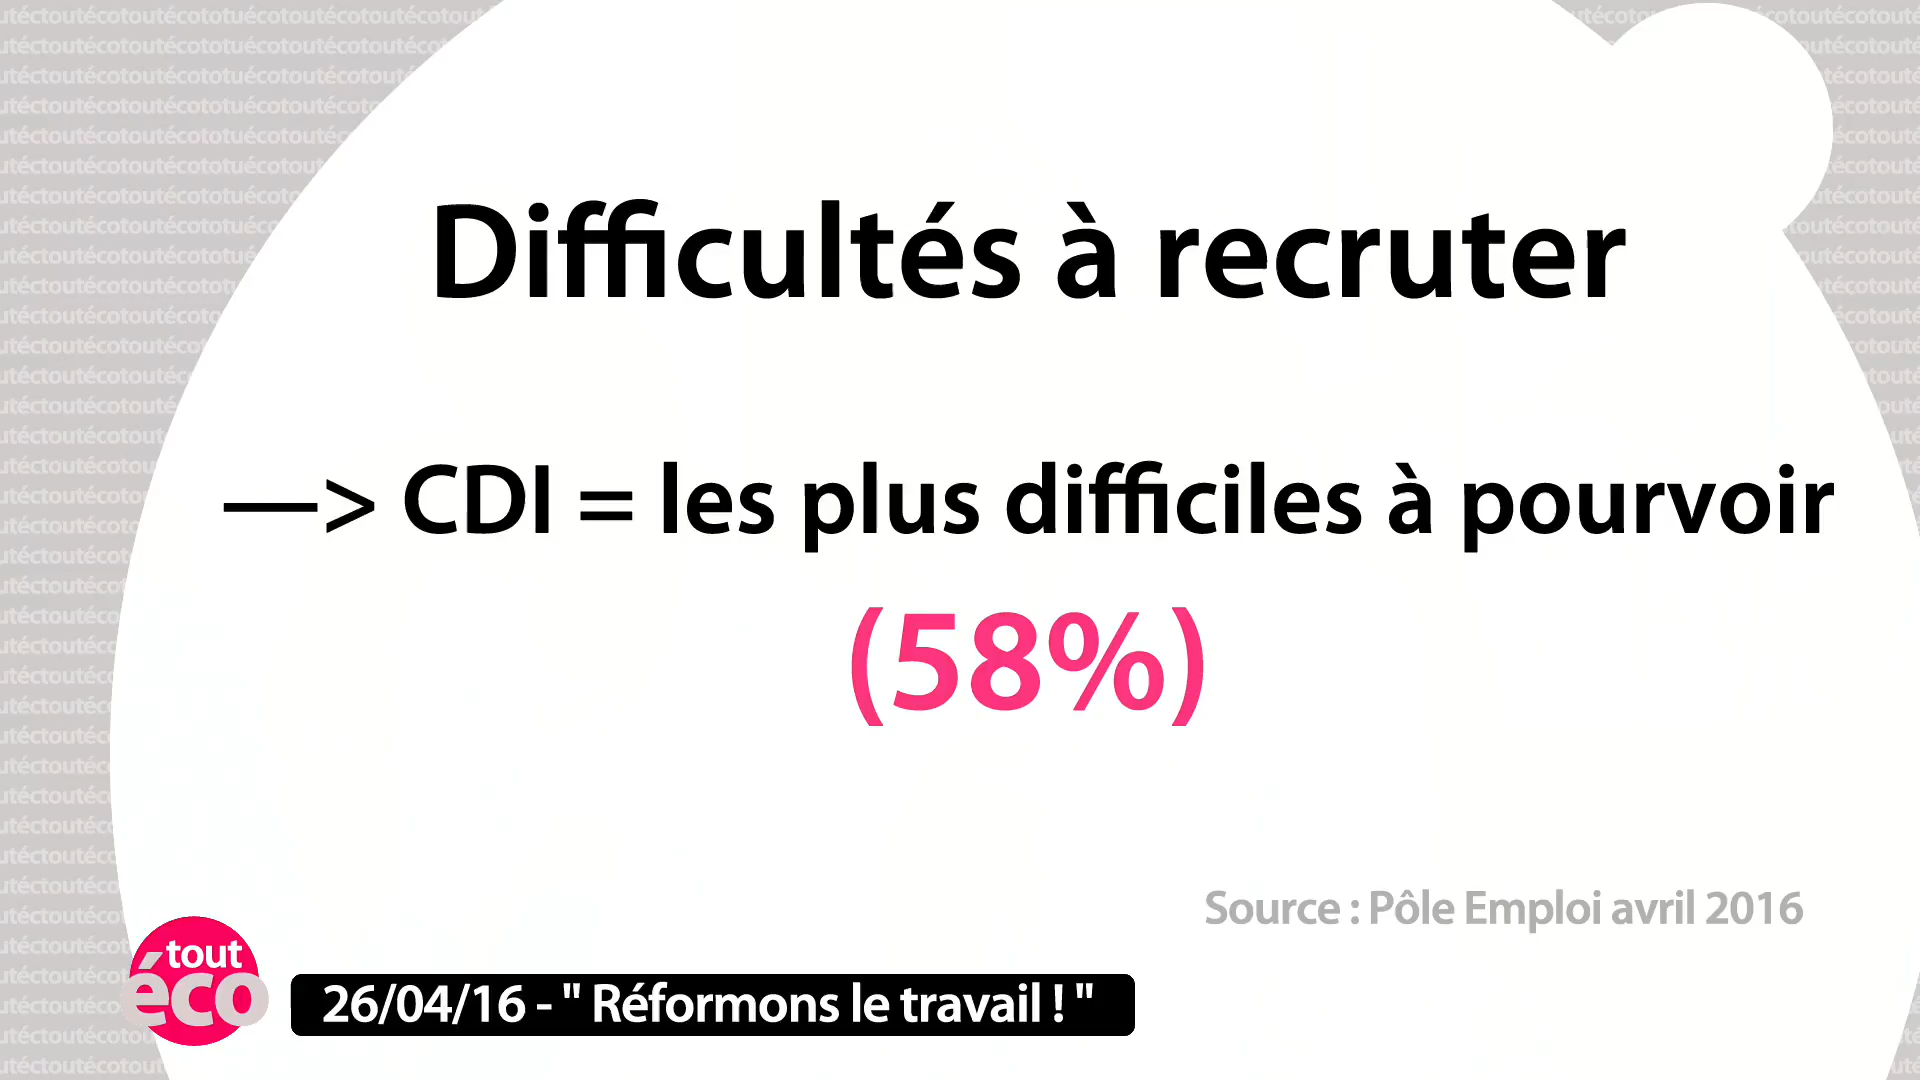 Difficultés à recruter
—> CDI = les plus difficiles à pourvoir
(58%)
Source : Pôle Emploi avril 2016
tout
éco
26/04/16 - " Réformons le travail ! "